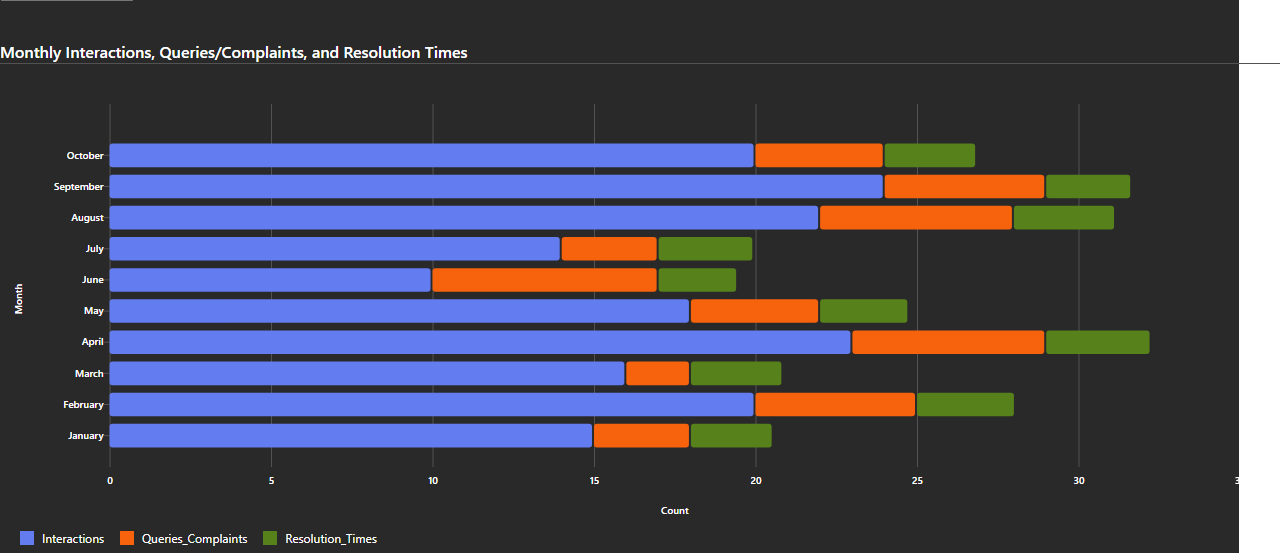 Monthly Interactions, Queries/Complaints, and Resolution Times
October
September
August
July
June
May
April
March
February
January
Month
0 5 10 15 20 25 30
Count
Interactions Queries_Complaints Resolution_Times